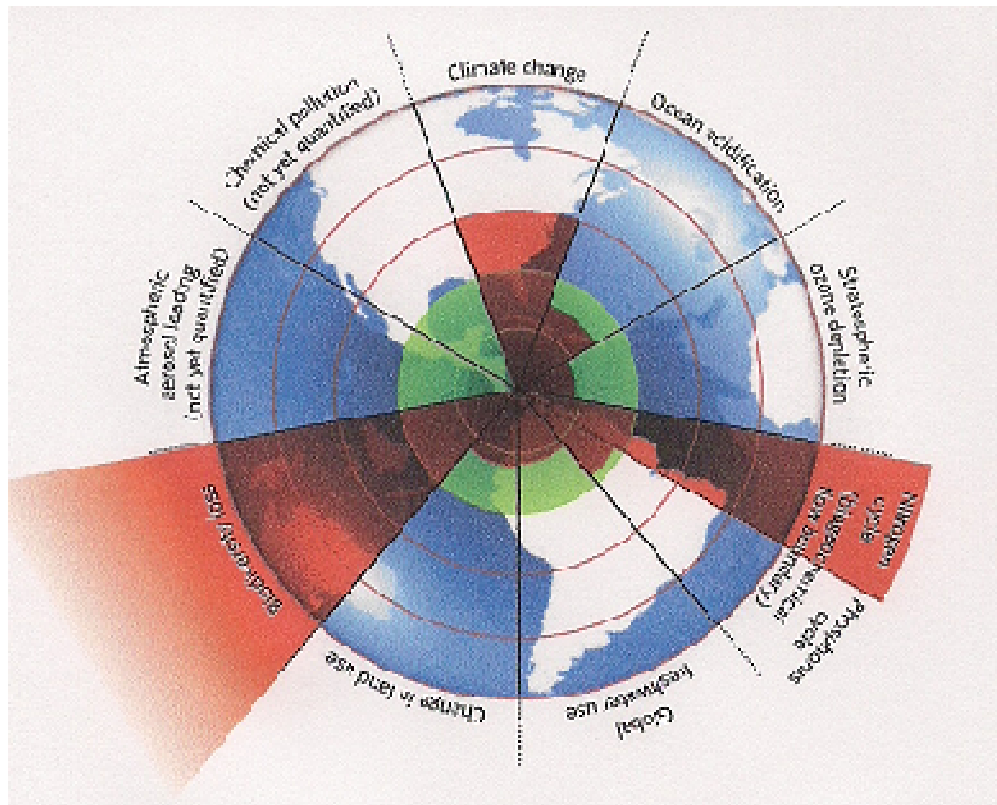 Climate change
Ocean acidification
Stratospheric
ozone depletion
Nitrogen
cycle
(biogeochemical
flow boundary)
Phosphorus
cycle
Global
freshwater use
Change in land use
Biodiversity loss
Atmospheric
aerosol loading
(not yet quantified)
Chemical pollution
(not yet quantified)